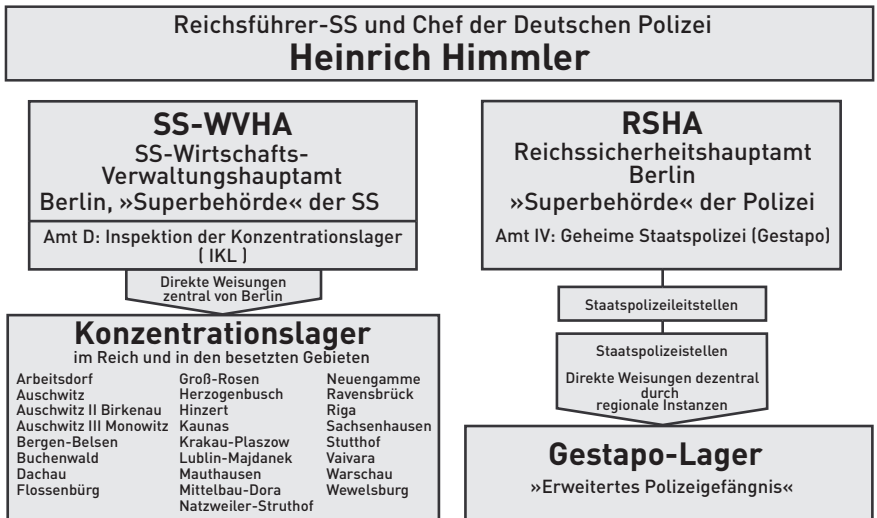 Reichsführer-SS und Chef der Deutschen Polizei
Heinrich Himmler
SS-WVHA
SS-Wirtschafts-
Verwaltungshauptamt
Berlin, »Superbehörde« der SS
Amt D: Inspektion der Konzentrationslager
( IKL )
Direkte Weisungen
zentral von Berlin
Konzentrationslager
im Reich und in den besetzten Gebieten
Arbeitsdorf
Auschwitz
Auschwitz II Birkenau
Auschwitz III Monowitz
Bergen-Belsen
Buchenwald
Dachau
Flossenbürg
Groß-Rosen
Herzogenbusch
Hinzert
Kaunas
Krakau-Plaszow
Lublin-Majdanek
Mauthausen
Mittelbau-Dora
Natzweiler-Struthof
Neuengamme
Ravensbrück
Riga
Sachsenhausen
Stutthof
Vaivara
Warschau
Wewelsburg
RSHA
Reichssicherheitshauptamt
Berlin
»Superbehörde« der Polizei
Amt IV: Geheime Staatspolizei (Gestapo)
Staatspolizeileitstellen
Staatspolizeistellen
Direkte Weisungen dezentral
durch
regionale Instanzen
Gestapo-Lager
»Erweitertes Polizeigefängnis«